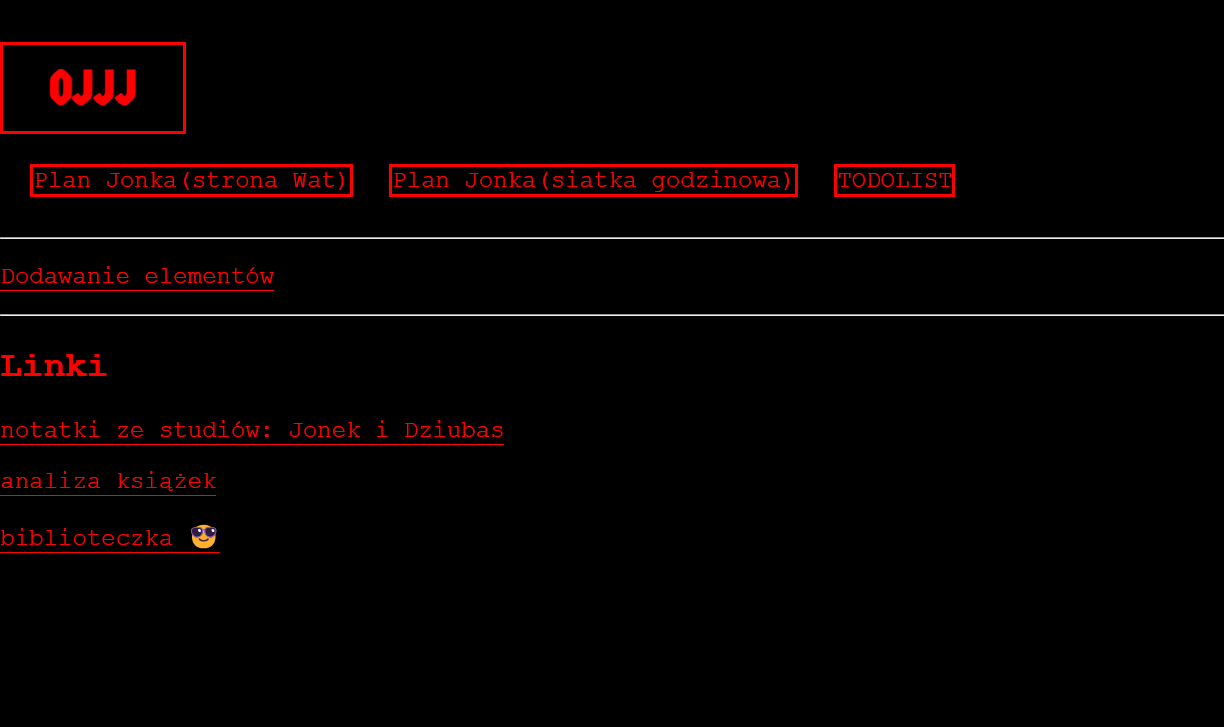 OJJJ
Plan Jonka(strona Wat) Plan Jonka(siatka godzinowa) TODOLIST
Dodawanie elementów
Linki
notatki ze studiów: Jonek i Dziubas
analiza książek
biblioteczka 😎